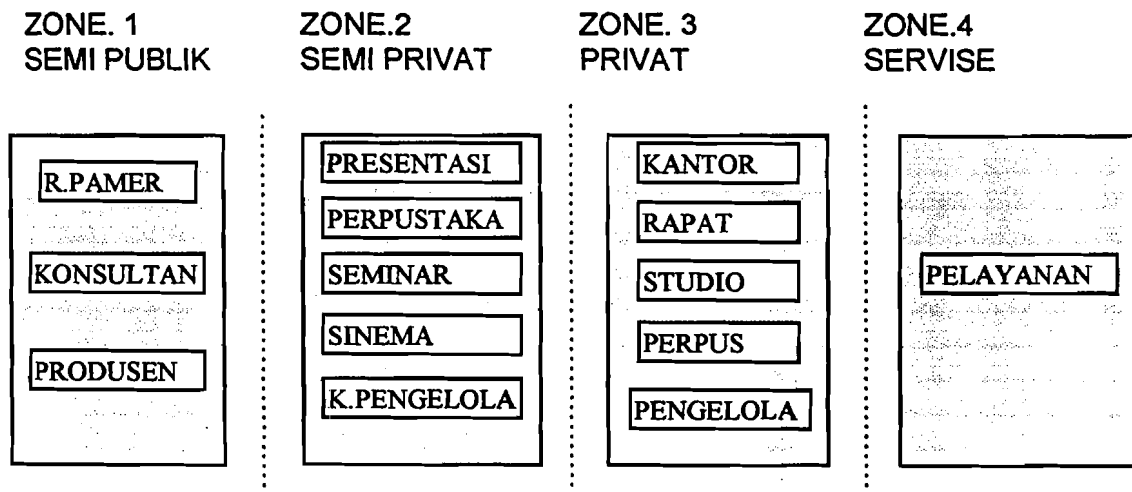 ZONE. 1
SEMI PUBLIK
ZONE.2
SEMI PRIVAT
ZONE. 3
PRIVAT
ZONE.4
SERVISE
R.PAMER
KONSULTAN
PRODUSEN
PRESENTASI
PERPUSTAKA
SEMINAR
SINEMA
K.PENGELOLA
KANTOR
RAPAT
STUDIO
PERPUS
PENGELOLA
PELAYANAN